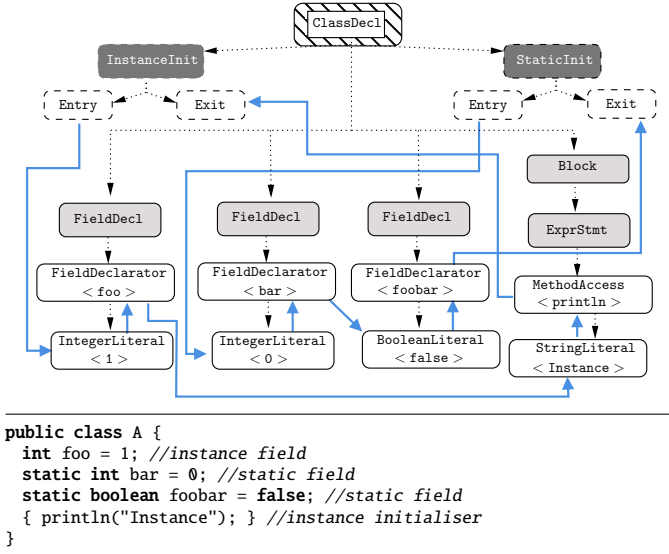 ClassDecl
InstanceInit
StaticInit
Entry
Exit
Entry
Exit
Block
FieldDecl
FieldDecl
FieldDecl
ExprStmt
FieldDeclarator
< foo >
FieldDeclarator
< bar >
FieldDeclarator
< foobar >
MethodAccess
< println >
IntegerLiteral
< 1 >
IntegerLiteral
< 0 >
BooleanLiteral
< false >
StringLiteral
< Instance >
public class A {
int foo = 1; //instance field
static int bar = 0; //static field
static boolean foobar = false; //static field
{ println("Instance"); } //instance initialiser
}